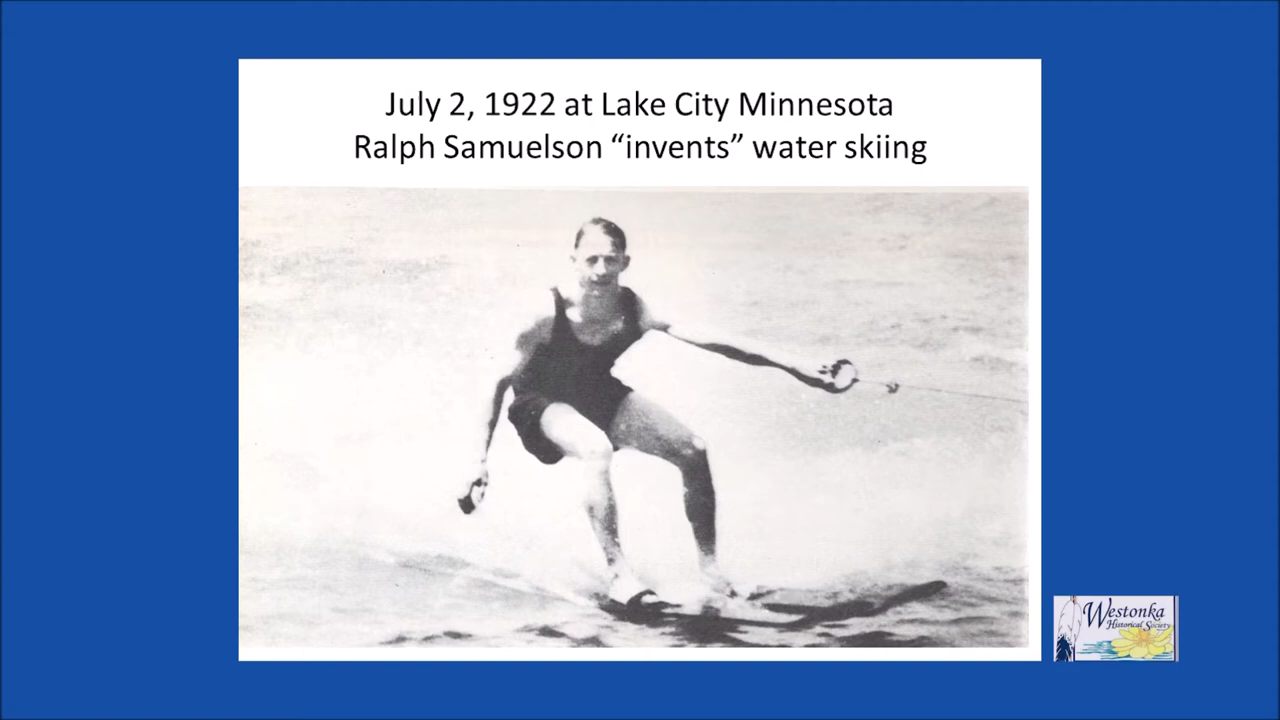 July 2, 1922 at Lake City Minnesota
Ralph Samuelson “invents” water skiing
Westonka
Historical Society